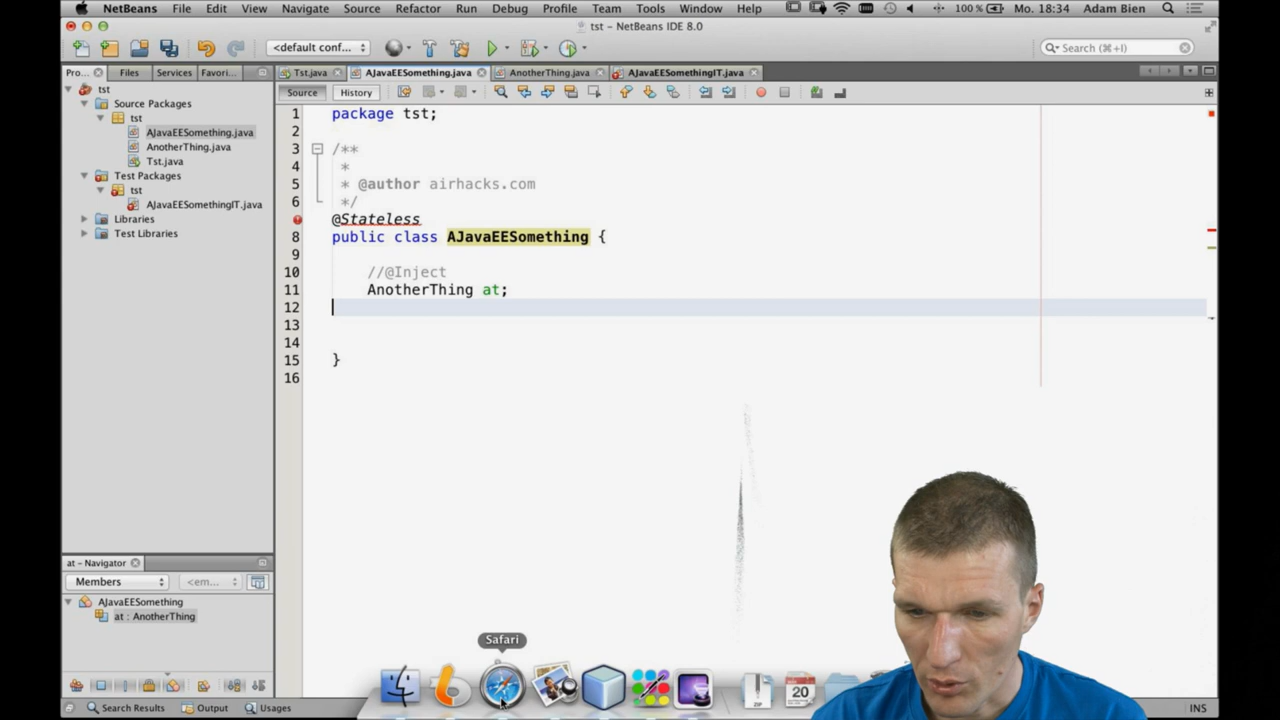 NetBeans File Edit View Navigate Source Refactor Run Debug Profile Team Tools Window Help 100% Mo. 18:34 Adam Bien
tst - NetBeans IDE 8.0
<default conf... Search (⌘+I)
Pro... Files Services Favori... Tst.java AJavaEESomething.java AnotherThing.java AJavaEESomethingIT.java
Source History
tst
Source Packages
tst
AJavaEESomething.java
AnotherThing.java
Tst.java
Test Packages
tst
AJavaEESomethingIT.java
Libraries
Test Libraries
1 package tst;
2
3 /**
4 *
5 * @author airhacks.com
6 */
@Stateless
8 public class AJavaEESomething {
9
10 //@Inject
11 AnotherThing at;
12
13
14
15 }
16
at - Navigator
Members <em...
AJavaEESomething
at : AnotherThing
Safari
ZIP
20
Search Results Output Usages INS